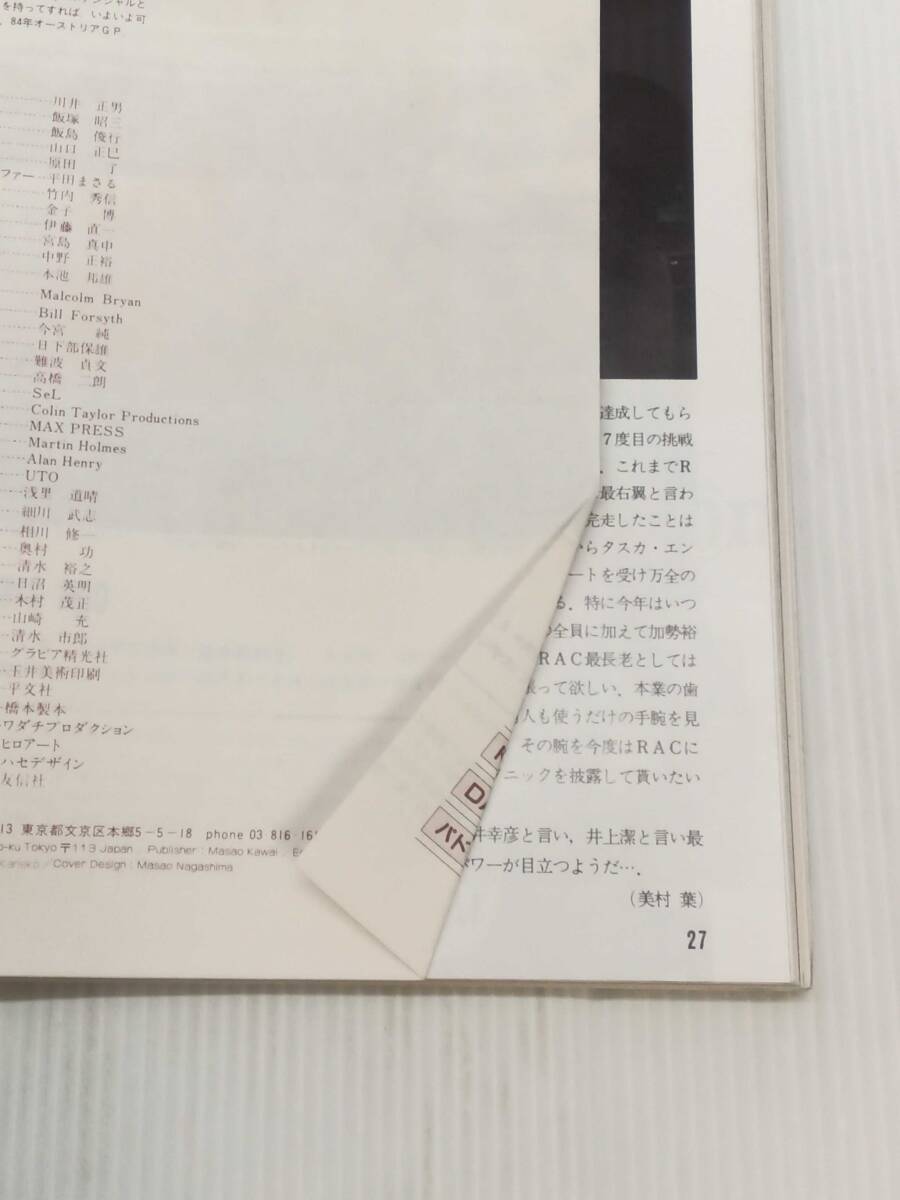 を持ってすれば いよいよ可
84年オーストリアGP
川井 正男
飯塚 昭三
飯島 俊行
山口 正巳
原田 了
ファー 平田まさる
竹内 秀信
金子 博
伊藤 直一
宮島 真中
中野 正裕
本池 邦雄
Malcolm Bryan
Bill Forsyth
今宮 純
日下部保雄
難波 貞文
高橋 二朗
SeL
Colin Taylor Productions
MAX PRESS
Martin Holmes
Alan Henry
UTO
浅里 道晴
細川 武志
相川 修一
奥村 功
清水 裕之
日沼 英明
木村 茂正
山崎 充
清水 市郎
グラビア精光社
玉井美術印刷
平文社
橋本製本
ワダチプロダクション
ヒロアート
ハセデザイン
友信社
13 東京都文京区本郷5-5-18 phone 03 816-16
o-ku Tokyo 〒113 Japan / Publisher : Masao Kawai /
Kaneko / Cover Design : Masao Nagashima
達成してもら
7度目の挑戦
、これまでR
最右翼と言わ
完走したことは
らタスカ・エン
ートを受け万全の
る．特に今年はいつ
全員に加えて加勢裕
RAC最長老としては
って欲しい．本業の歯
人も使うだけの手腕を見
その腕を今度はRACに
ニックを披露して貰いたい
井幸彦と言い，井上潔と言い最
パワーが目立つようだ…．
（美村 葉）
27
バト